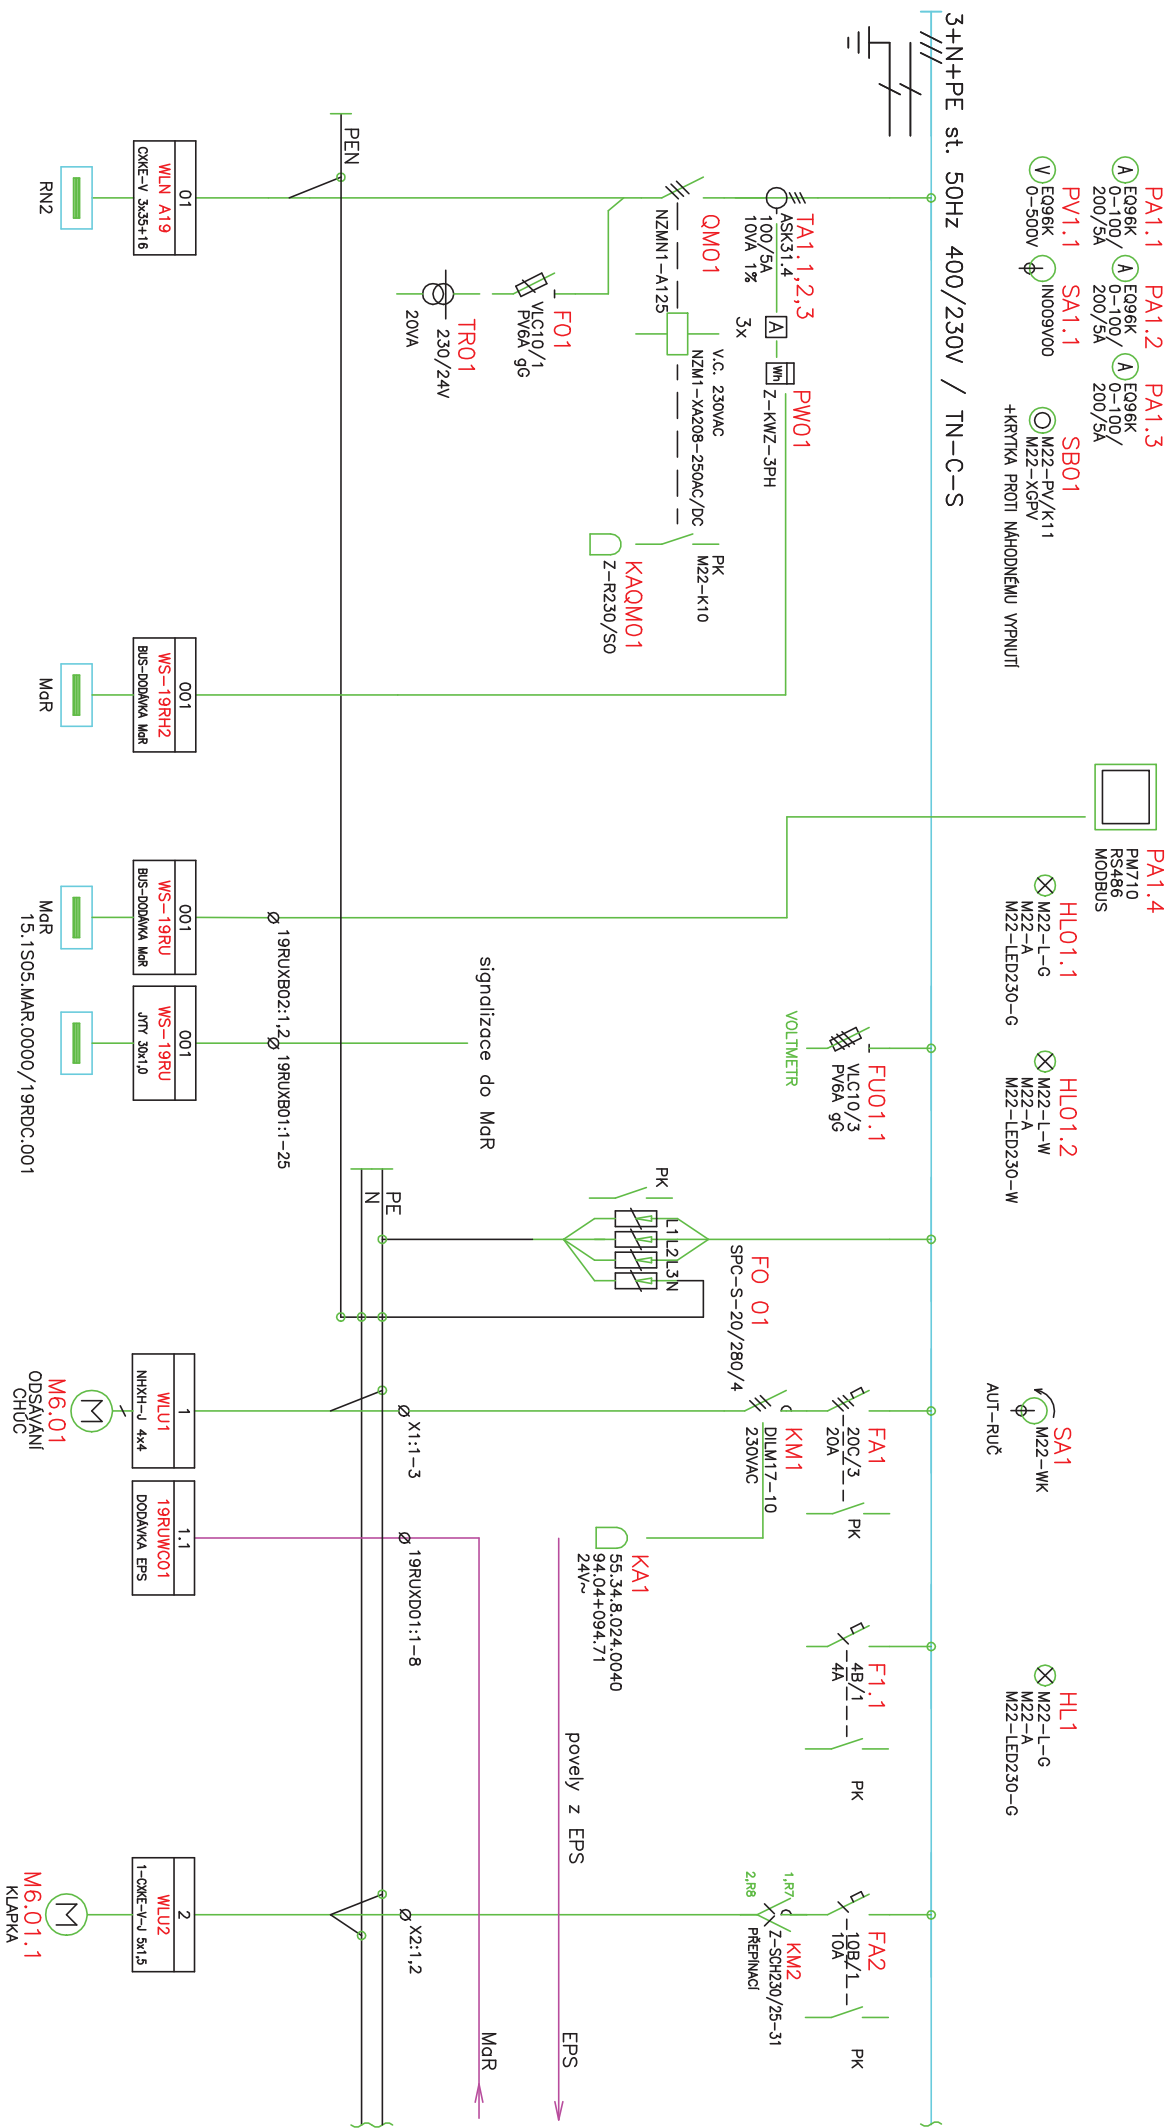 3+N+PE st. 50Hz 400/230V / TN-C-S
PA1.1
EQ96K
0-100/
200/5A
A
PA1.2
EQ96K
0-100/
200/5A
A
PA1.3
EQ96K
0-100/
200/5A
A
PV1.1
EQ96K
0-500V
V
SA1.1
IN009V00
SB01
M22-PV/K11
M22-XGPV
+KRYTKA PROTI NÁHODNÉMU VYPNUTÍ
PA1.4
PM710
RS486
MODBUS
HL01.1
M22-L-G
M22-A
M22-LED230-G
HL01.2
M22-L-W
M22-A
M22-LED230-W
SA1
M22-WK
AUT-RUČ
HL1
M22-L-G
M22-A
M22-LED230-G
TA1.1,2,3
ASK31.4
100/5A
10VA 1%
A
3x
Wh
PW01
Z-KWZ-3PH
QM01
NZMN1-A125
V.C. 230VAC
NZM1-XA208-250AC/DC
PK
M22-K10
KAQM01
Z-R230/SO
F01
VLC10/1
PV6A gG
TR01
230/24V
20VA
FU01.1
VLC10/3
PV6A gG
VOLTMETR
FO 01
SPC-S-20/280/4
L1
L2
L3
N
PK
FA1
20C/3
20A
PK
KM1
DILM17-10
230VAC
KA1
55.34.8.024.0040
94.04+094.71
24V~
F1.1
4B/1
4A
PK
FA2
10B/1
10A
PK
KM2
Z-SCH230/25-31
PŘEPÍNACÍ
1,R7
2,R8
povely z EPS
EPS
MaR
signalizace do MaR
PEN
PE
N
19RUXB02:1,2
19RUXB01:1-25
X1:1-3
19RUXD01:1-8
X2:1,2
01
WLN A19
CXKE-V 3x35+16
RN2
001
WS-19RH2
BUS-DODÁVKA MaR
MaR
001
WS-19RU
BUS-DODÁVKA MaR
MaR
001
WS-19RU
JYTY 30x1,0
15.1S05.MAR.0000/19RDC.001
1
WLU1
NHXH-J 4x4
M
M6.01
ODSÁVÁNÍ
CHÚC
1.1
19RUWC01
DODÁVKA EPS
2
WLU2
1-CXKE-V-J 5x1,5
M
M6.01.1
KLAPKA